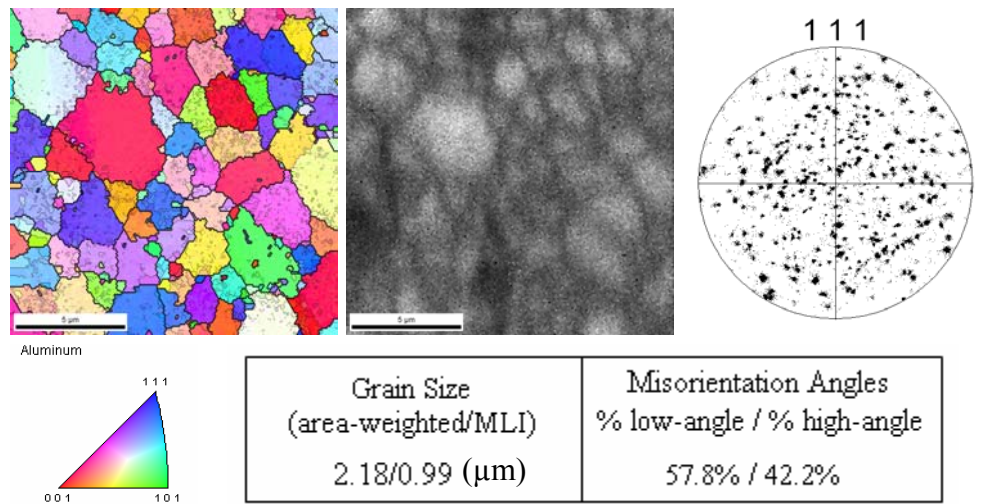 1 1 1
5 µm
5 µm
Aluminum
1 1 1
0 0 1
1 0 1
Grain Size
(area-weighted/MLI)
2.18/0.99 (μm)
Misorientation Angles
% low-angle / % high-angle
57.8% / 42.2%